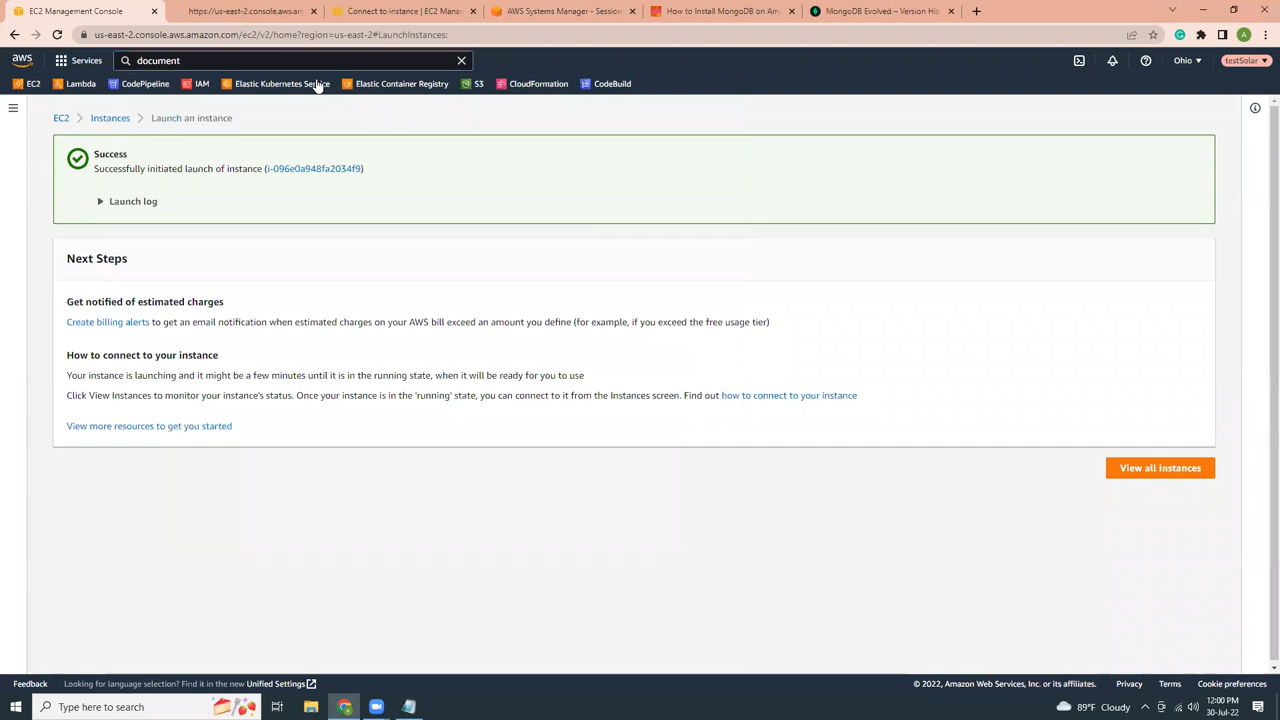 EC2 Management Console
https://us-east-2.console.aws.arg
Connect to instance | EC2 Manag
AWS Systems Manager - Session
How to Install MongoDB on Ama
MongoDB Evolved – Version Hist
us-east-2.console.aws.amazon.com/ec2/v2/home?region=us-east-2#LaunchInstances:
A
aws
Services
document
Ohio
testSolar
EC2
Lambda
CodePipeline
IAM
Elastic Kubernetes Service
Elastic Container Registry
S3
CloudFormation
CodeBuild
EC2 > Instances > Launch an instance
Success
Successfully initiated launch of instance (i-096e0a948fa2034f9)
Launch log
Next Steps
Get notified of estimated charges
Create billing alerts to get an email notification when estimated charges on your AWS bill exceed an amount you define (for example, if you exceed the free usage tier)
How to connect to your instance
Your instance is launching and it might be a few minutes until it is in the running state, when it will be ready for you to use
Click View Instances to monitor your instance's status. Once your instance is in the 'running' state, you can connect to it from the Instances screen. Find out how to connect to your instance
View more resources to get you started
View all instances
Feedback
Looking for language selection? Find it in the new Unified Settings
© 2022, Amazon Web Services, Inc. or its affiliates.
Privacy
Terms
Cookie preferences
Type here to search
89°F Cloudy
12:00 PM
30-Jul-22